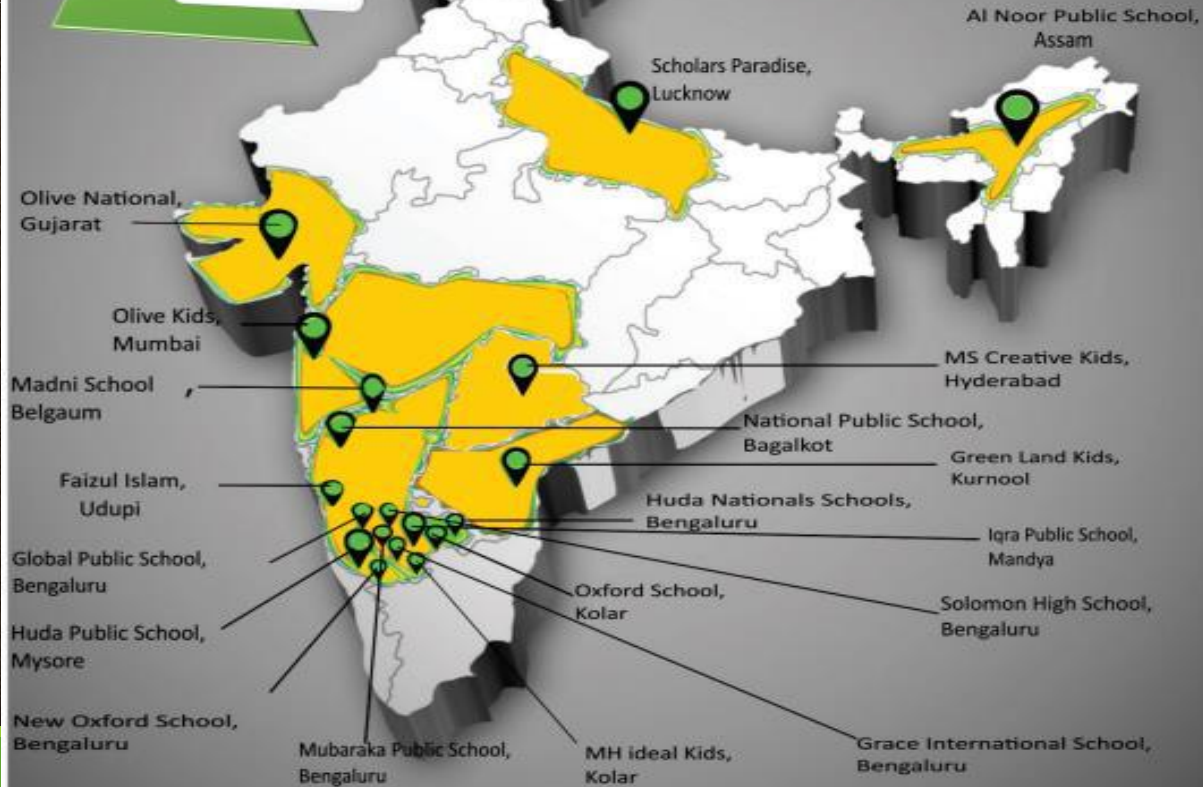 Al Noor Public School,
Assam
Scholars Paradise,
Lucknow
Olive National,
Gujarat
Olive Kids,
Mumbai
Madni School ,
Belgaum
MS Creative Kids,
Hyderabad
National Public School,
Bagalkot
Green Land Kids,
Kurnool
Faizul Islam,
Udupi
Huda Nationals Schools,
Bengaluru
Iqra Public School,
Mandya
Global Public School,
Bengaluru
Oxford School,
Kolar
Solomon High School,
Bengaluru
Huda Public School,
Mysore
New Oxford School,
Bengaluru
Mubaraka Public School,
Bengaluru
MH ideal Kids,
Kolar
Grace International School,
Bengaluru